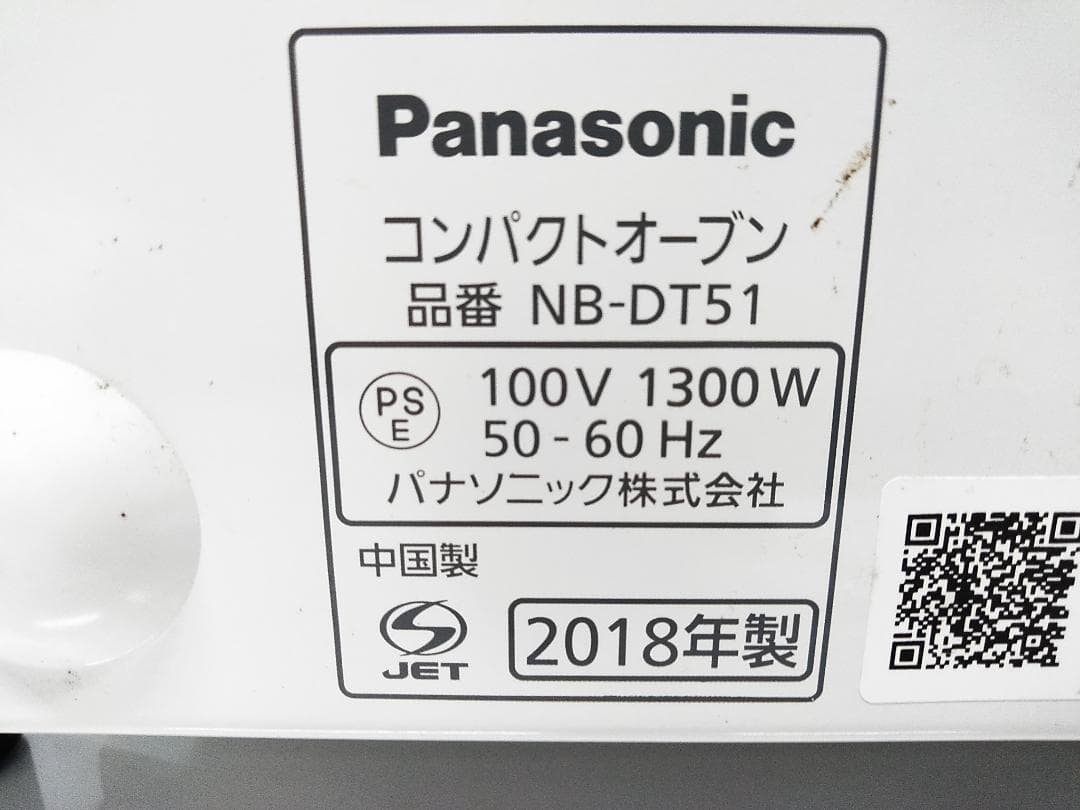 Panasonic
コンパクトオーブン
品番 NB-DT51
PS
E
100V 1300W
50-60Hz
パナソニック株式会社
中国製
JET
2018年製